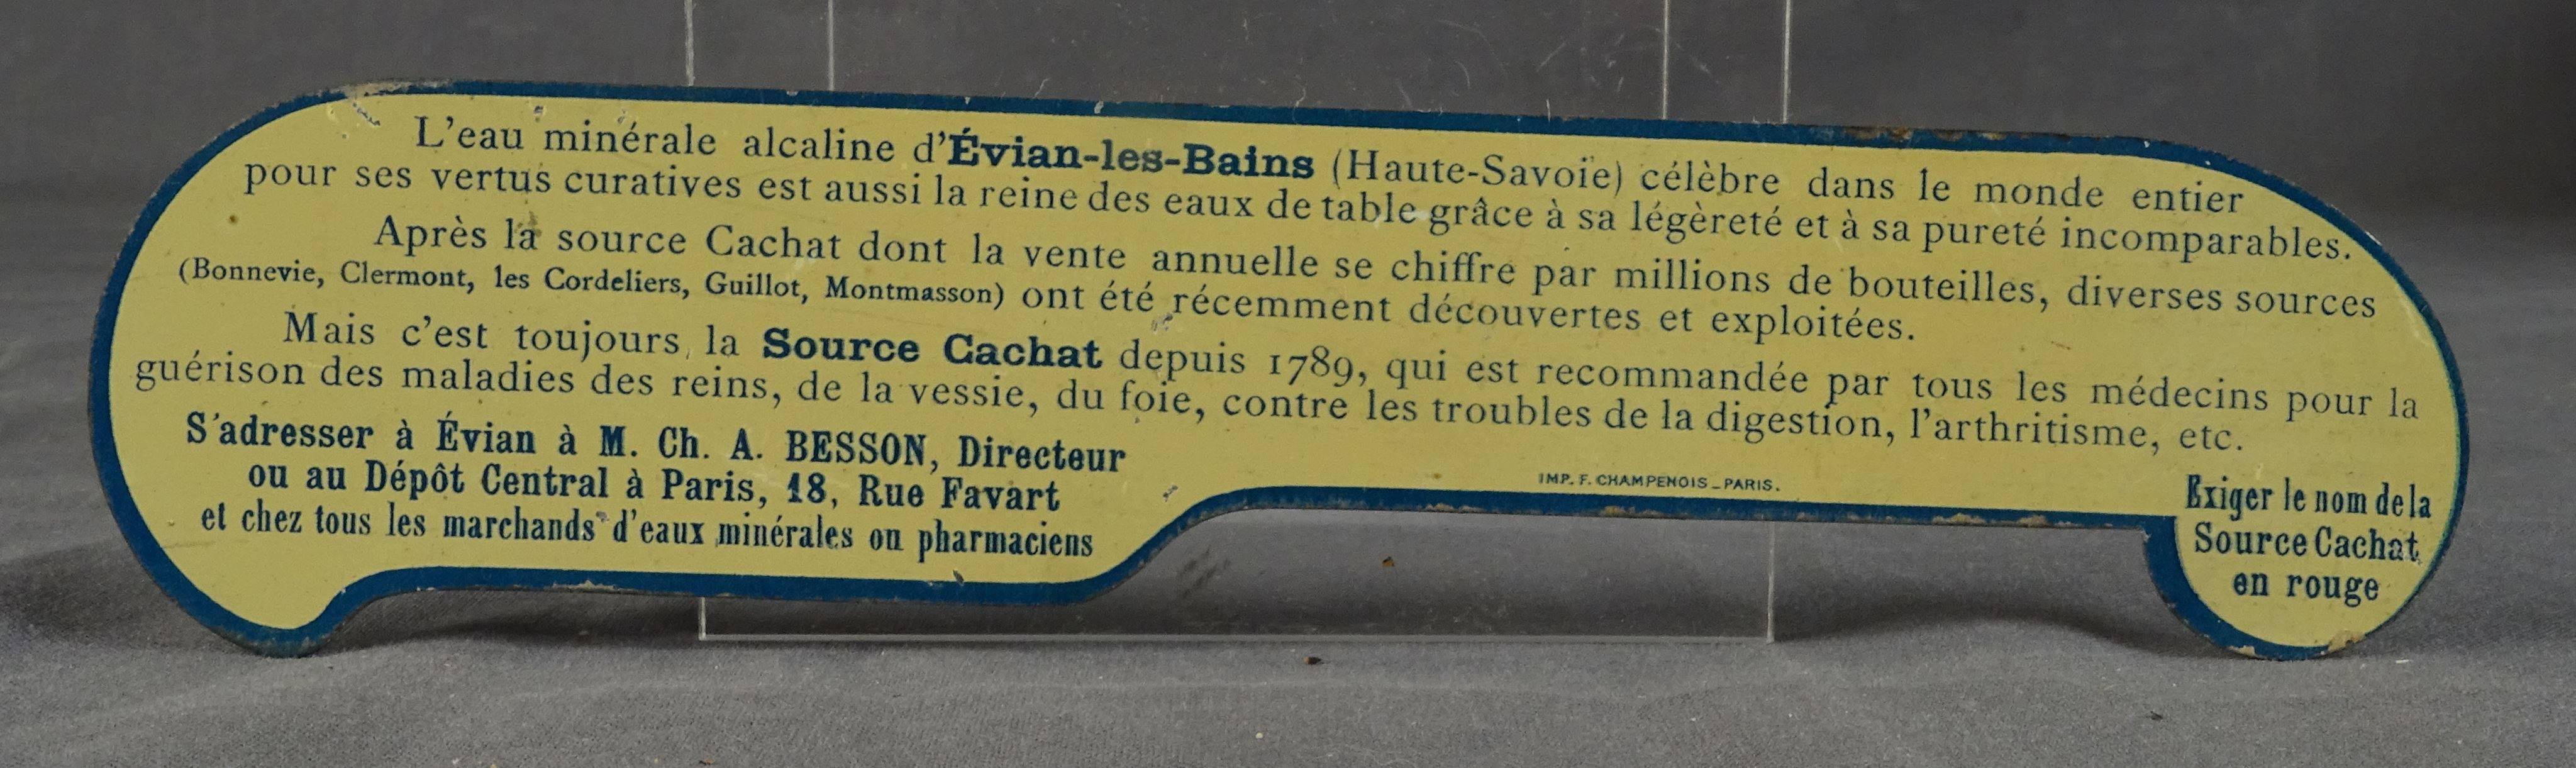 L'eau minérale alcaline d'Évian-les-Bains (Haute-Savoie) célèbre dans le monde entier
pour ses vertus curatives est aussi la reine des eaux de table grâce à sa légèreté et à sa pureté incomparables.
Après la source Cachat dont la vente annuelle se chiffre par millions de bouteilles, diverses sources
(Bonnevie, Clermont, les Cordeliers, Guillot, Montmasson) ont été récemment découvertes et exploitées.
Mais c'est toujours la Source Cachat depuis 1789, qui est recommandée par tous les médecins pour la
guérison des maladies des reins, de la vessie, du foie, contre les troubles de la digestion, l'arthritisme, etc.
S'adresser à Évian à M. Ch. A. BESSON, Directeur
ou au Dépôt Central à Paris, 18, Rue Favart
et chez tous les marchands d'eaux minérales ou pharmaciens
IMP. F. CHAMPENOIS_PARIS.
Exiger le nom de la
Source Cachat
en rouge